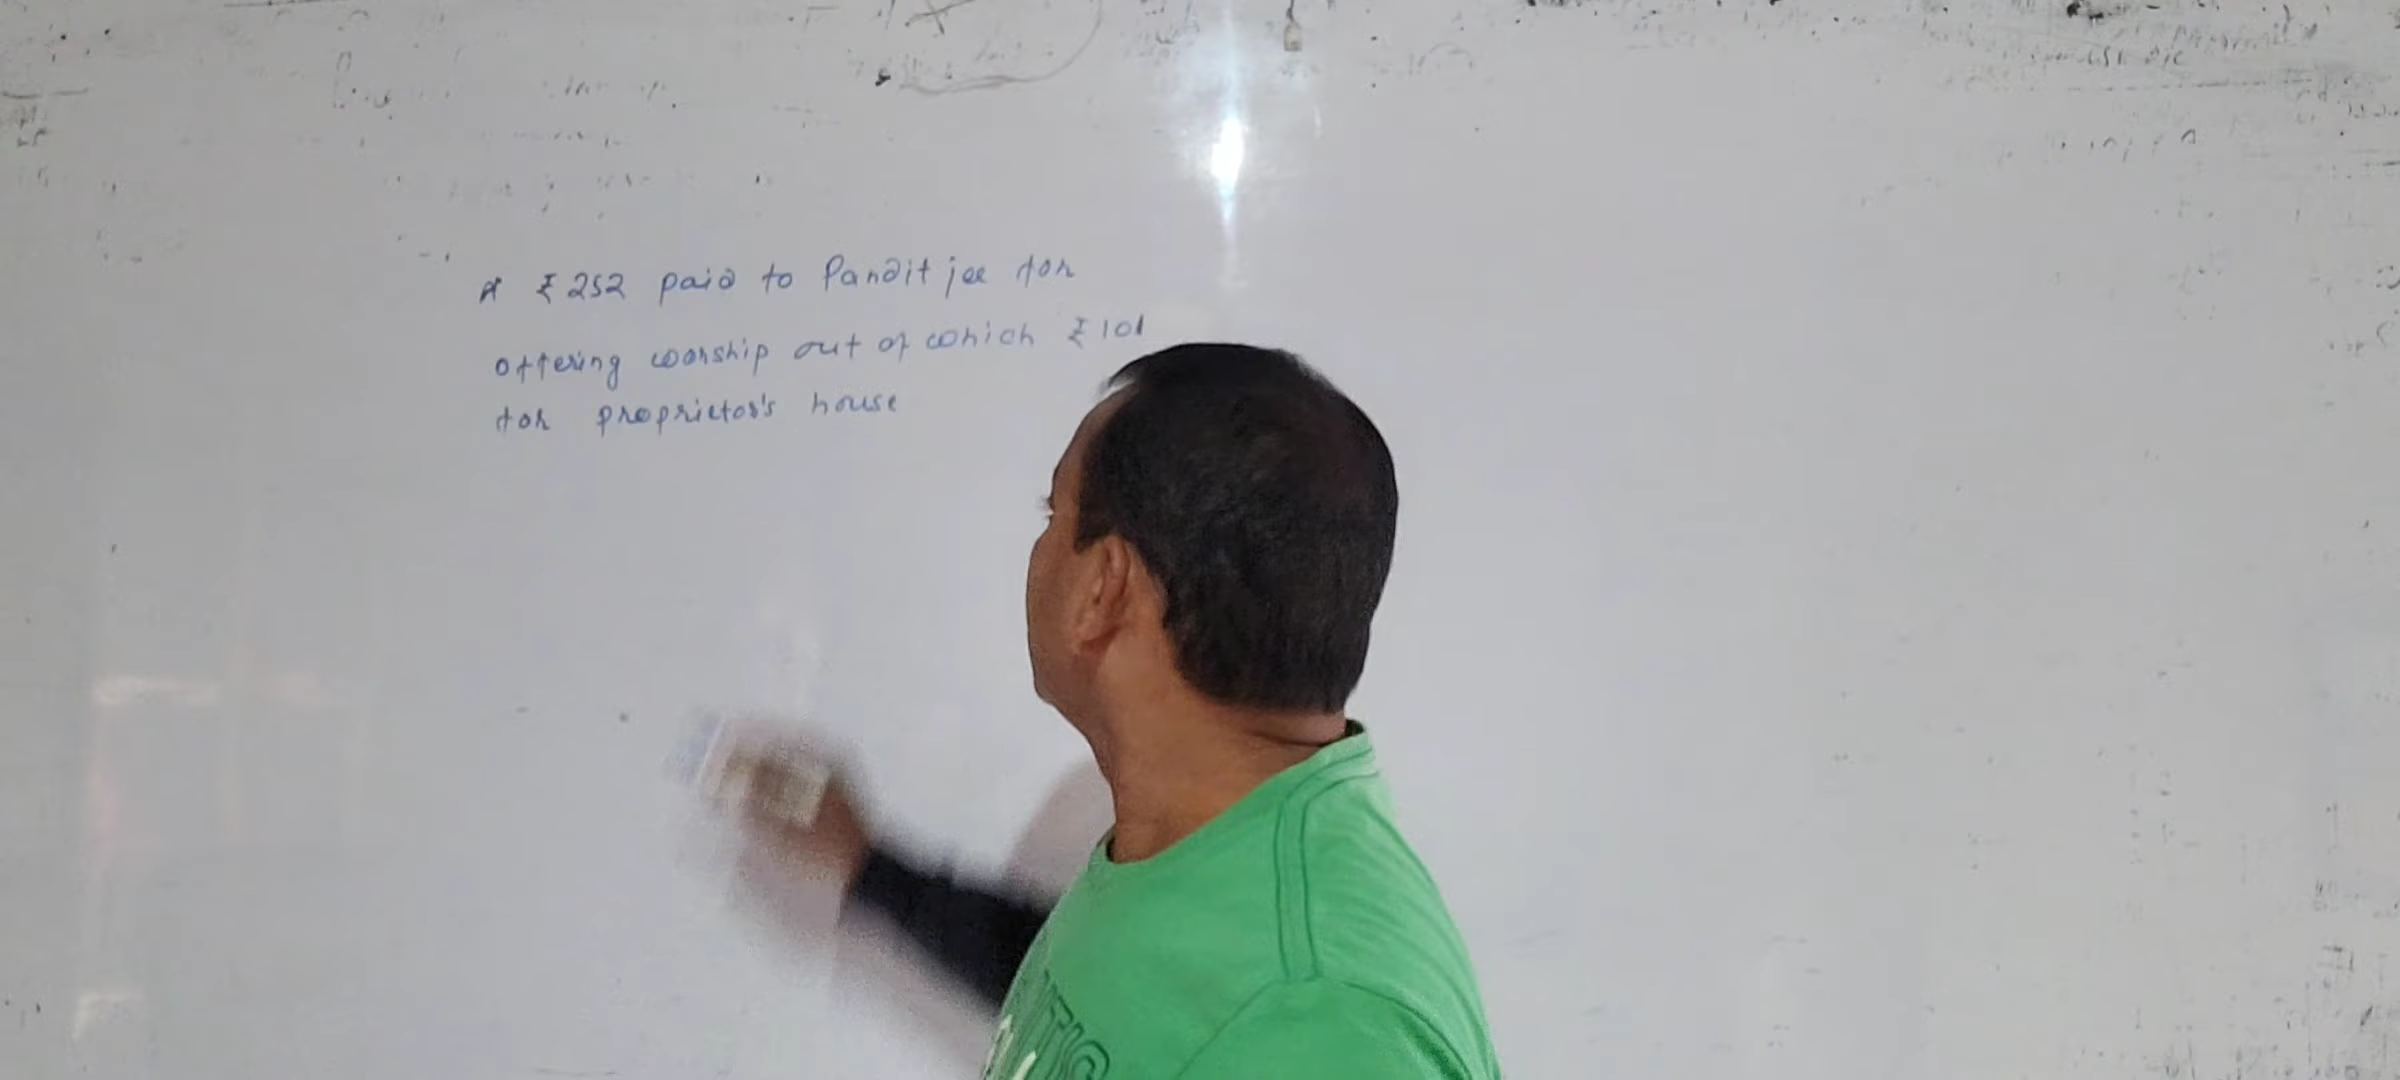 * ₹252 paid to Pandit jee for
offering worship out of which ₹101
for proprietor's house